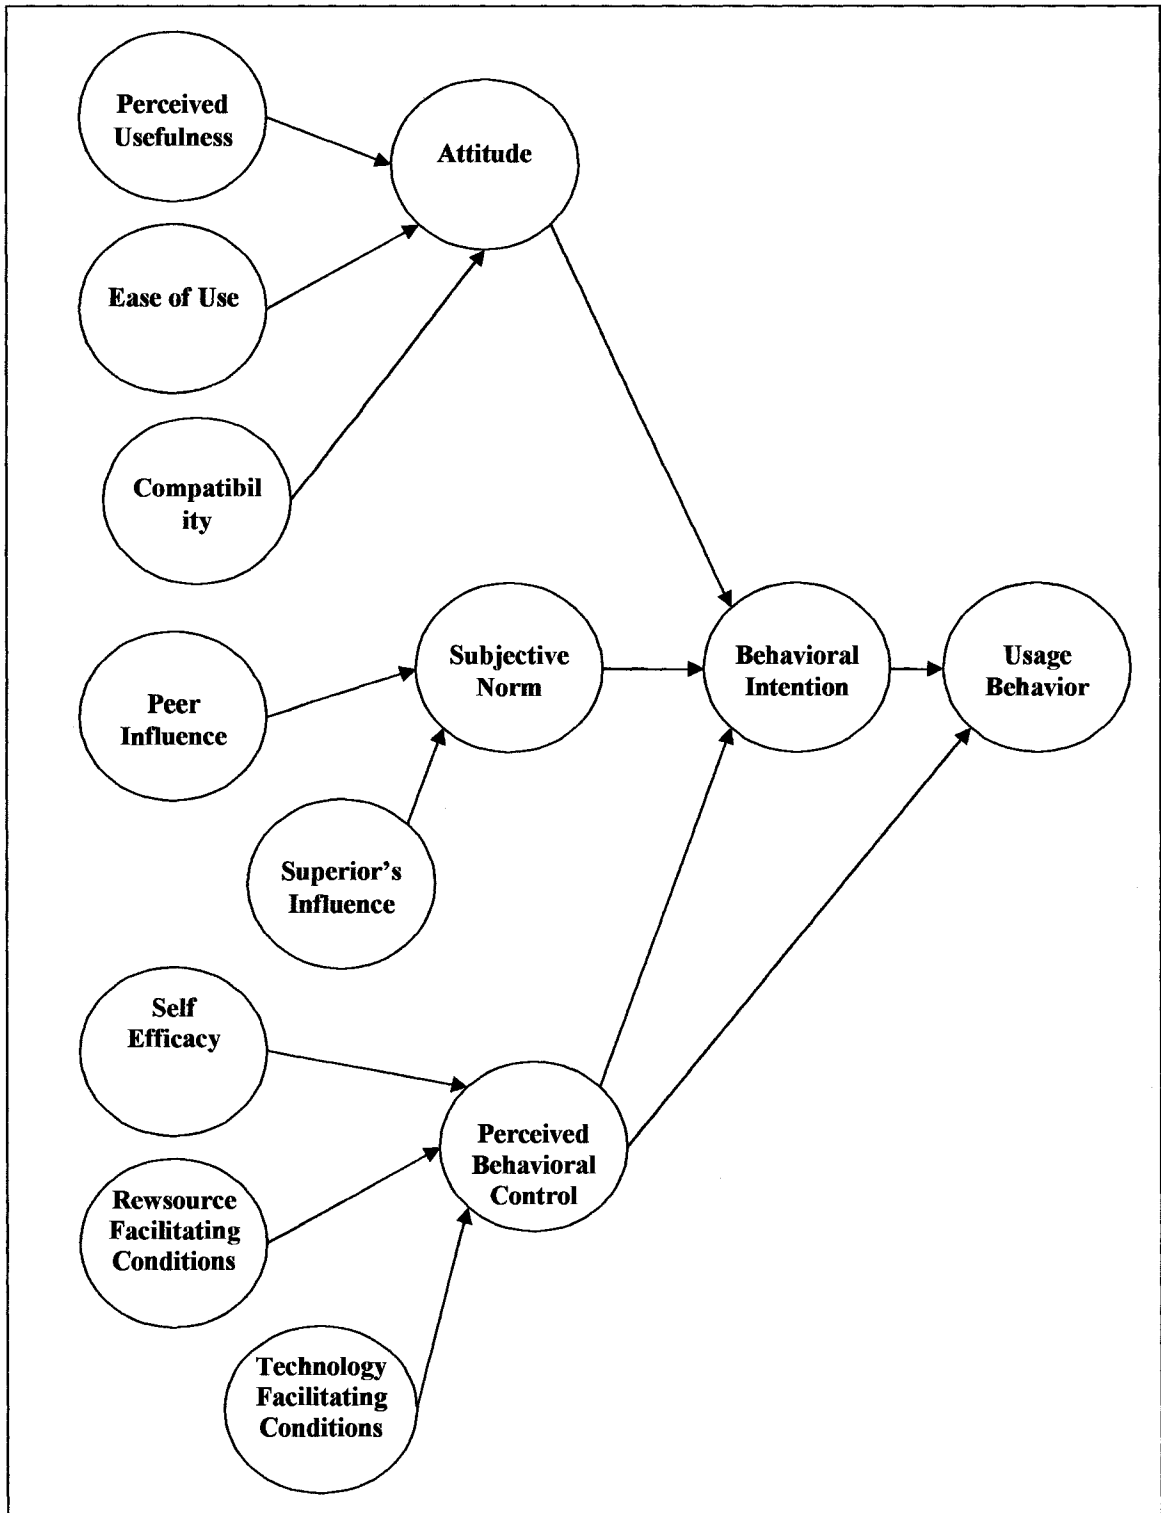 Perceived
Usefulness
Attitude
Ease of Use
Compatibil
ity
Subjective
Norm
Behavioral
Intention
Usage
Behavior
Peer
Influence
Superior’s
Influence
Self
Efficacy
Perceived
Behavioral
Control
Rewsource
Facilitating
Conditions
Technology
Facilitating
Conditions